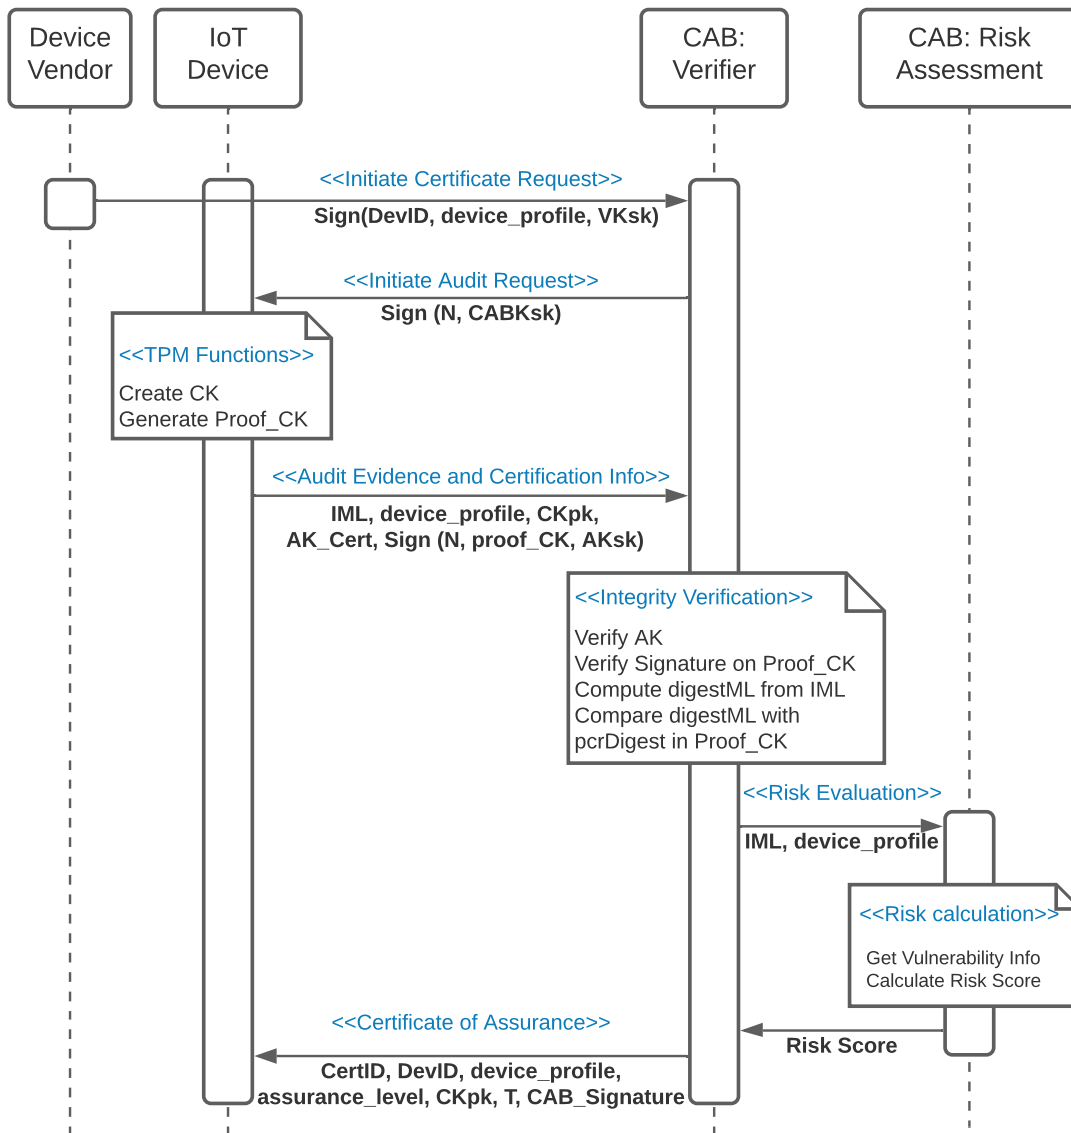 Device
Vendor
IoT
Device
CAB:
Verifier
CAB: Risk
Assessment
<<Initiate Certificate Request>>
Sign(DevID, device_profile, VKsk)
<<Initiate Audit Request>>
Sign (N, CABKsk)
<<TPM Functions>>
Create CK
Generate Proof_CK
<<Audit Evidence and Certification Info>>
IML, device_profile, CKpk,
AK_Cert, Sign (N, proof_CK, AKsk)
<<Integrity Verification>>
Verify AK
Verify Signature on Proof_CK
Compute digestML from IML
Compare digestML with
pcrDigest in Proof_CK
<<Risk Evaluation>>
IML, device_profile
<<Risk calculation>>
Get Vulnerability Info
Calculate Risk Score
Risk Score
<<Certificate of Assurance>>
CertID, DevID, device_profile,
assurance_level, CKpk, T, CAB_Signature